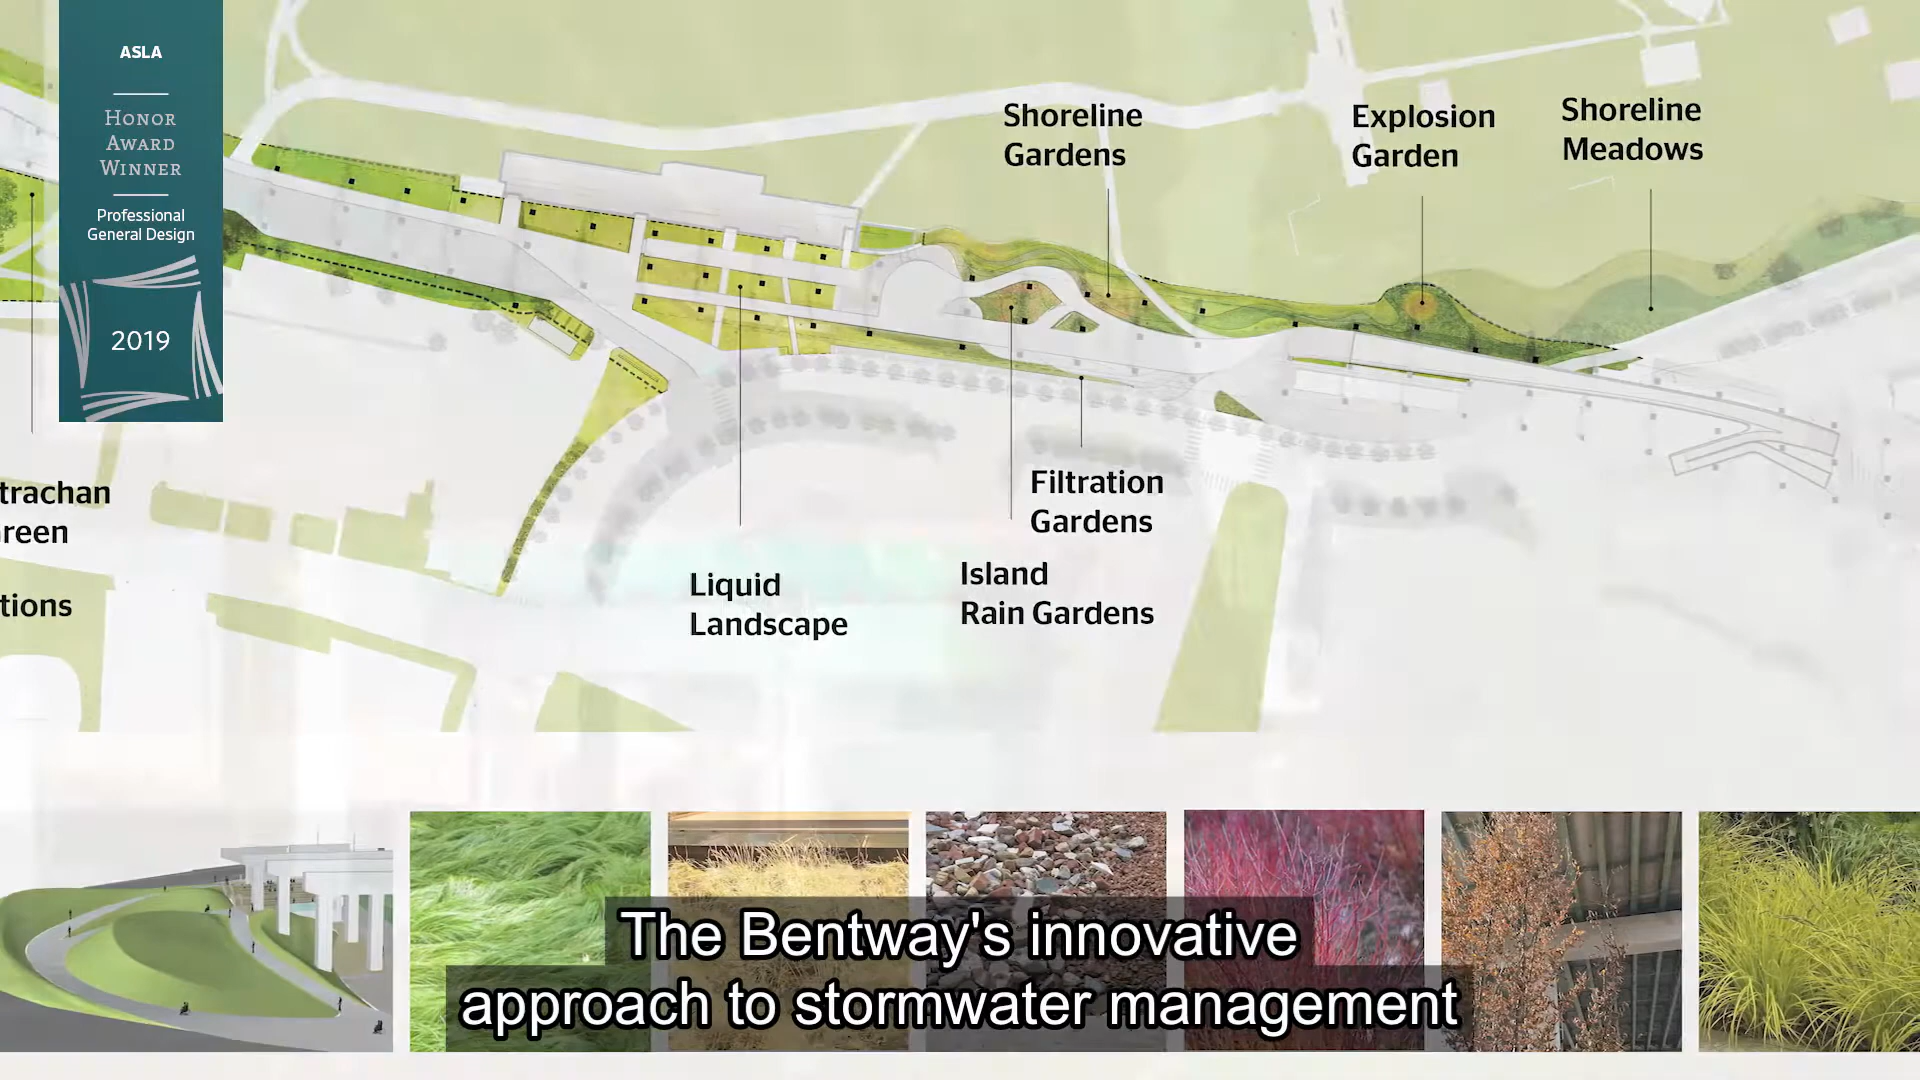 ASLA
HONOR
AWARD
WINNER
Professional
General Design
2019
Shoreline
Gardens
Explosion
Garden
Shoreline
Meadows
trachan
reen
tions
Filtration
Gardens
Liquid
Landscape
Island
Rain Gardens
The Bentway's innovative
approach to stormwater management